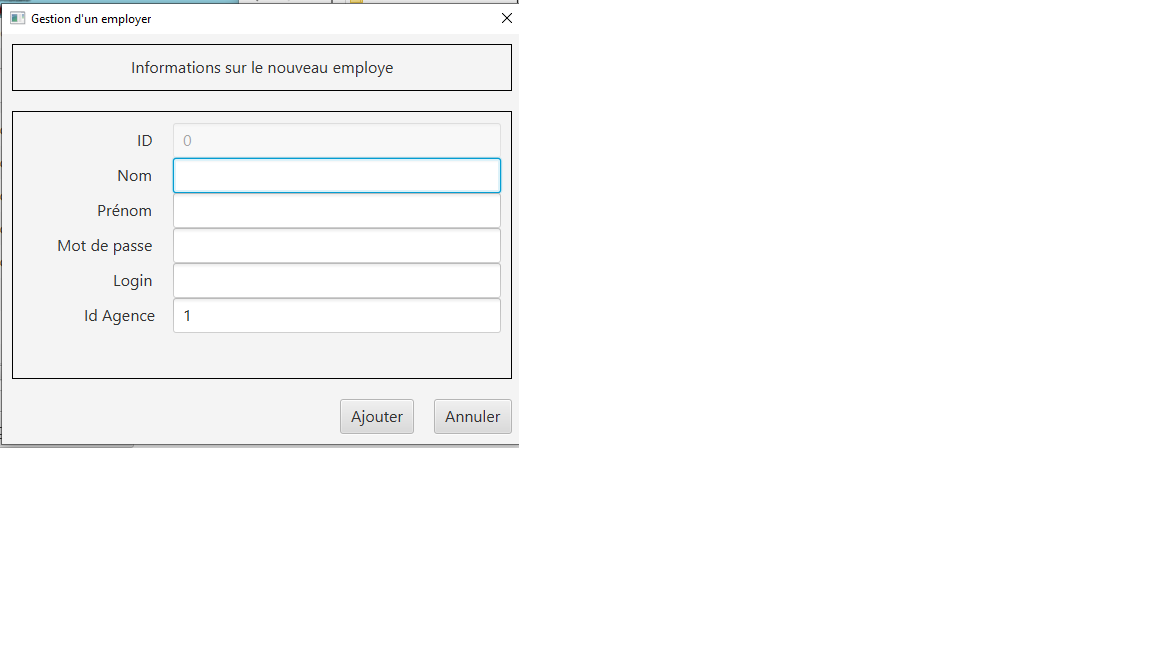 Gestion d'un employer
Informations sur le nouveau employe
ID 0
Nom
Prénom
Mot de passe
Login
Id Agence 1
Ajouter Annuler